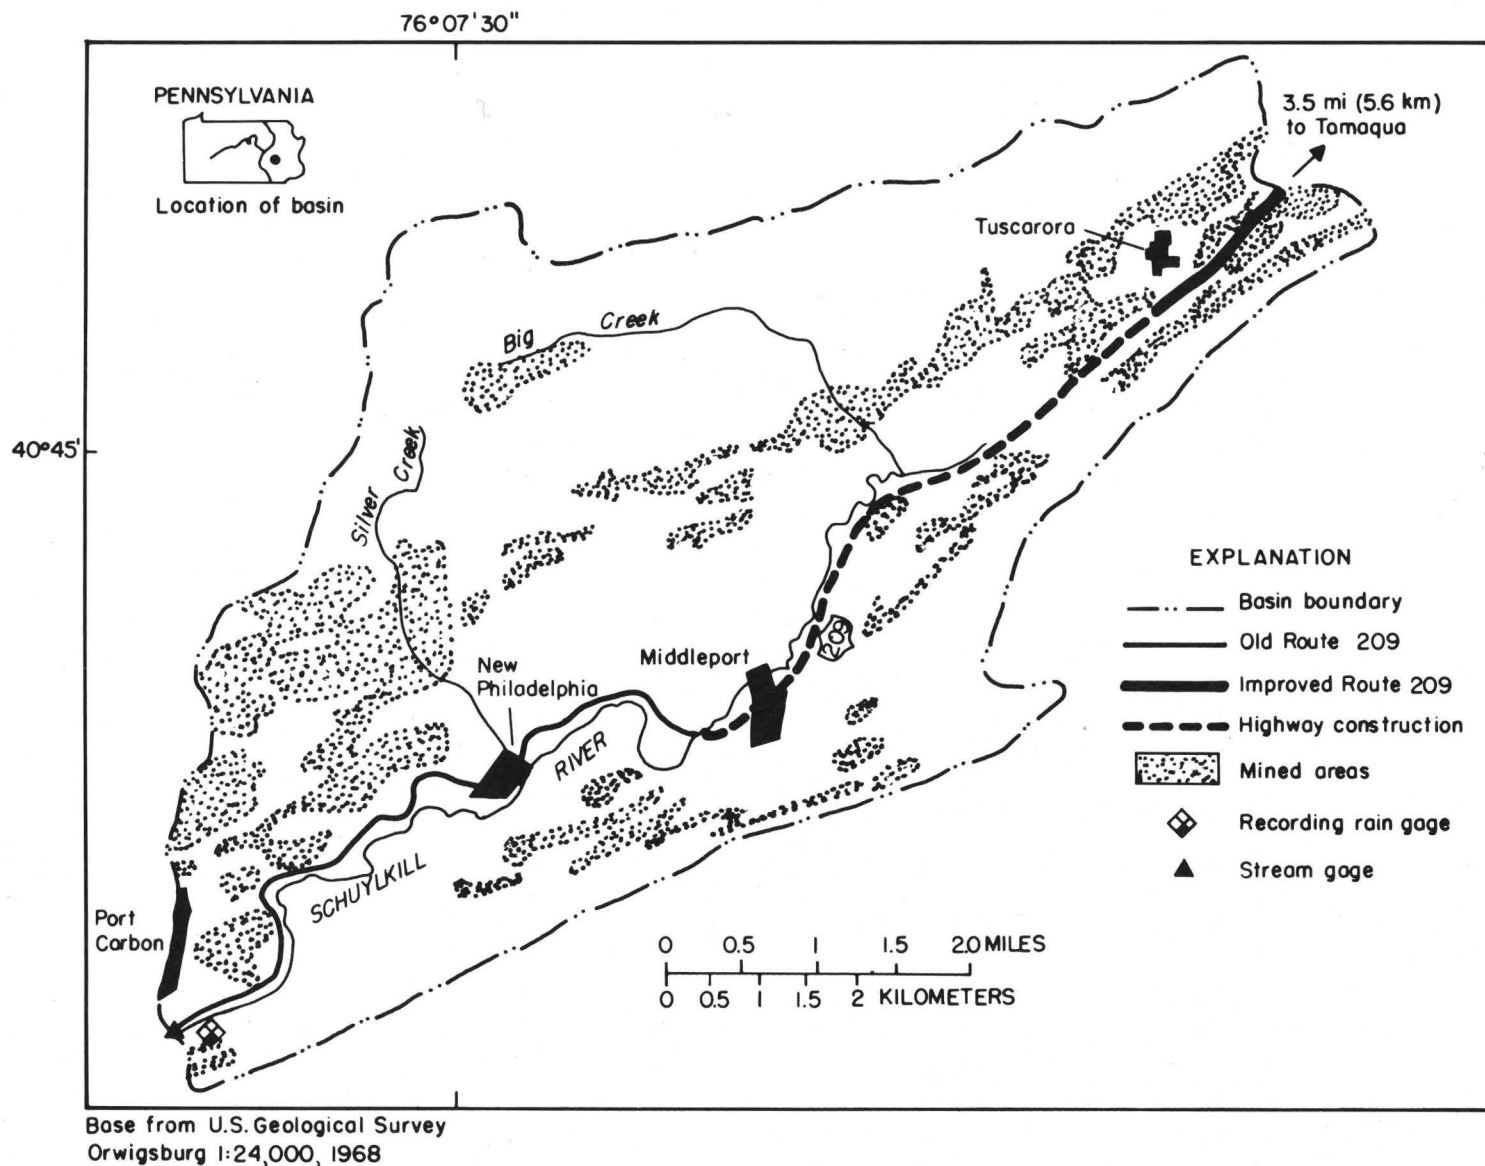 76°07'30"
PENNSYLVANIA
Location of basin
3.5 mi (5.6 km)
to Tamaqua
Tuscarora
Big Creek
40°45'
Silver Creek
New
Philadelphia
Middleport
209
RIVER
SCHUYLKILL
Port
Carbon
EXPLANATION
Basin boundary
Old Route 209
Improved Route 209
Highway construction
Mined areas
Recording rain gage
Stream gage
0 0.5 1 1.5 2.0 MILES
0 0.5 1 1.5 2 KILOMETERS
Base from U.S. Geological Survey
Orwigsburg 1:24,000, 1968